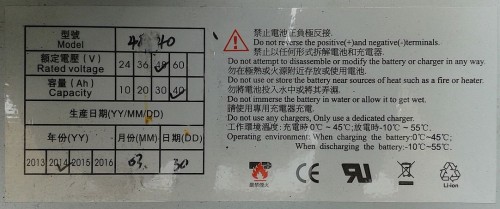 型號
Model
48 40
額定電壓 ( V )
Rated voltage
24 36 48 60
容量 ( Ah )
Capacity
10 20 30 40
生產日期(YY/MM/DD)
年份(YY) 月份(MM) 日期(DD)
2013 2014 2015 2016 03 30
禁止電池正負極反接.
Do not reverse the positive(+)and negative(-)terminals.
禁止以任何形式拆解電池和充電器.
Do not attempt to disassemble or modify the battery or charger in any way.
勿在極熱或火源附近存放或使用電池.
Do not use or store the battery near sources of heat such as a fire or heater.
勿將電池投入水中或將其弄濕.
Do not immerse the battery in water or allow it to get wet.
請使用專用充電器充電.
Do not use any chargers, Only use a dedicated charger.
工作環境溫度: 充電時0℃ ~ 45℃;放電時-10℃ ~ 55℃.
Operating environment: When charging the battery:0℃~45℃;
When discharging the battery:-10℃~55℃.
嚴禁煙火
CE
Li-ion